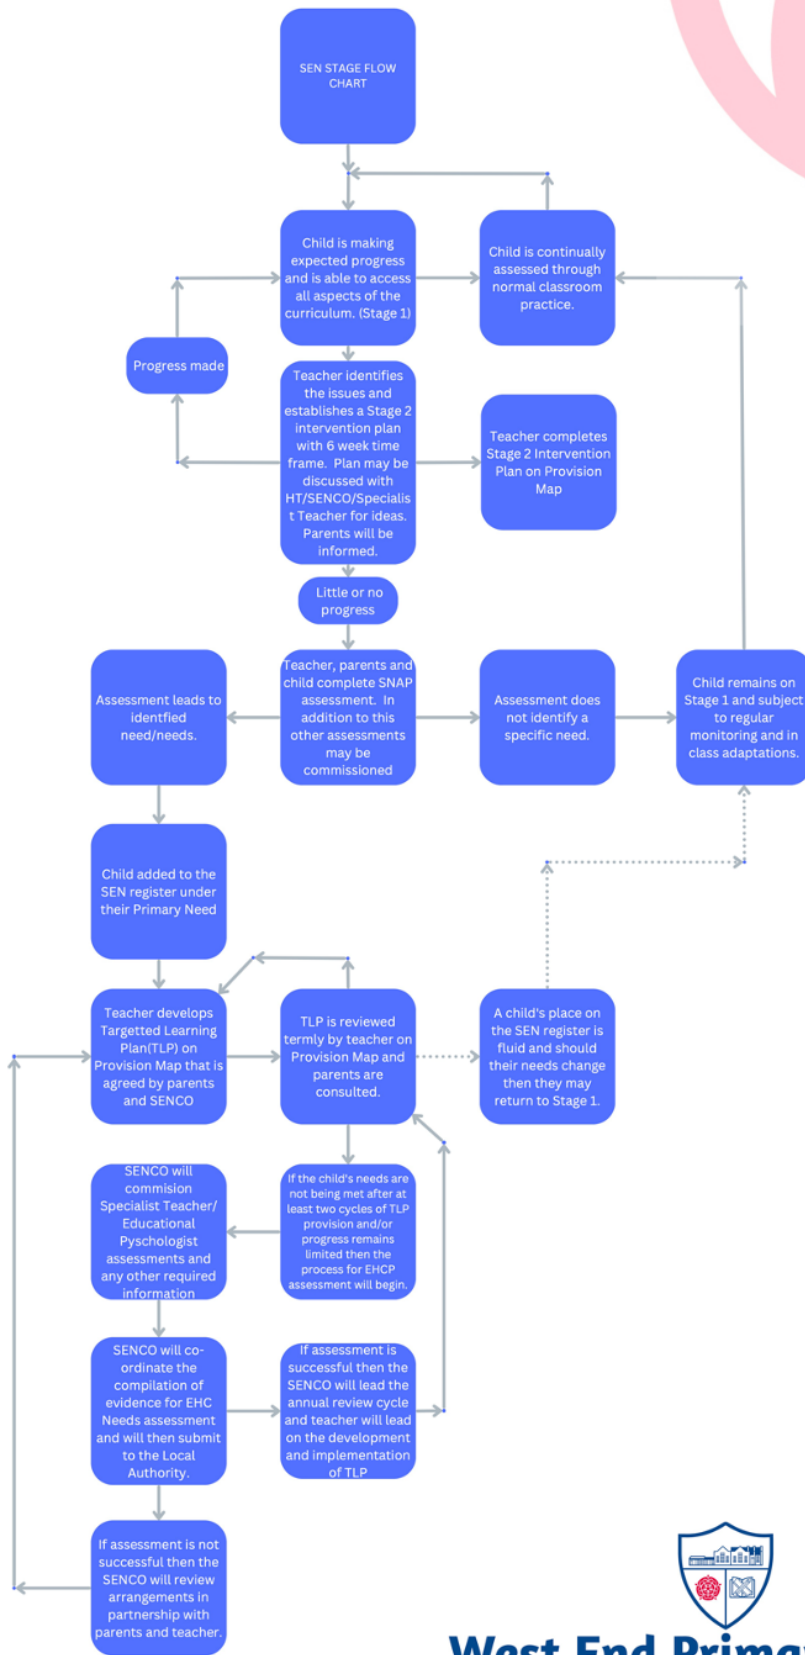 SEN STAGE FLOW
CHART
Child is making
expected progress
and is able to access
all aspects of the
curriculum. (Stage 1)
Child is continually
assessed through
normal classroom
practice.
Progress made
Teacher identifies
the issues and
establishes a Stage 2
intervention plan
with 6 week time
frame. Plan may be
discussed with
HT/SENCO/Specialis
t Teacher for ideas.
Parents will be
informed.
Teacher completes
Stage 2 Intervention
Plan on Provision
Map
Little or no
progress
Teacher, parents and
child complete SNAP
assessment. In
addition to this
other assessments
may be
commissioned
Assessment leads to
identfied
need/needs.
Assessment does
not identify a
specific need.
Child remains on
Stage 1 and subject
to regular
monitoring and in
class adaptations.
Child added to the
SEN register under
their Primary Need
Teacher develops
Targetted Learning
Plan(TLP) on
Provision Map that is
agreed by parents
and SENCO
TLP is reviewed
termly by teacher on
Provision Map and
parents are
consulted.
A child's place on
the SEN register is
fluid and should
their needs change
then they may
return to Stage 1.
SENCO will
commision
Specialist Teacher/
Educational
Pyschologist
assessments and
any other required
information
If the child's needs are
not being met after at
least two cycles of TLP
provision and/or
progress remains
limited then the
process for EHCP
assessment will begin.
SENCO will co-
ordinate the
compilation of
evidence for EHC
Needs assessment
and will then submit
to the Local
Authority.
If assessment is
successful then the
SENCO will lead the
annual review cycle
and teacher will lead
on the development
and implementation
of TLP
If assessment is not
successful then the
SENCO will review
arrangements in
partnership with
parents and teacher.
West End